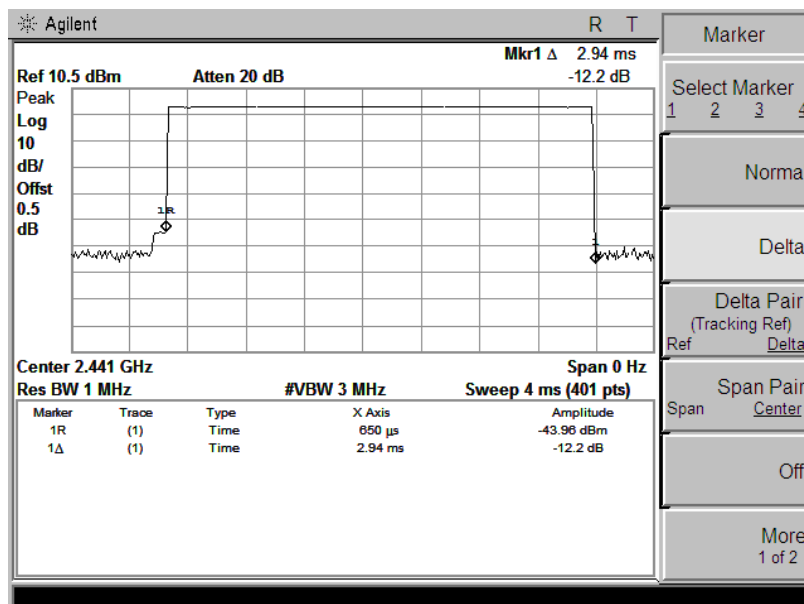 Agilent R T
Mkr1 Δ 2.94 ms
Ref 10.5 dBm Atten 20 dB -12.2 dB
Peak
Log
10
dB/
Offst
0.5
dB
1R
1
Center 2.441 GHz Span 0 Hz
Res BW 1 MHz #VBW 3 MHz Sweep 4 ms (401 pts)
Marker Trace Type X Axis Amplitude
1R (1) Time 650 µs -43.96 dBm
1Δ (1) Time 2.94 ms -12.2 dB
Marker
Select Marker
1 2 3 4
Norma
Delta
Delta Pair
(Tracking Ref)
Ref Delta
Span Pair
Span Center
Off
More
1 of 2